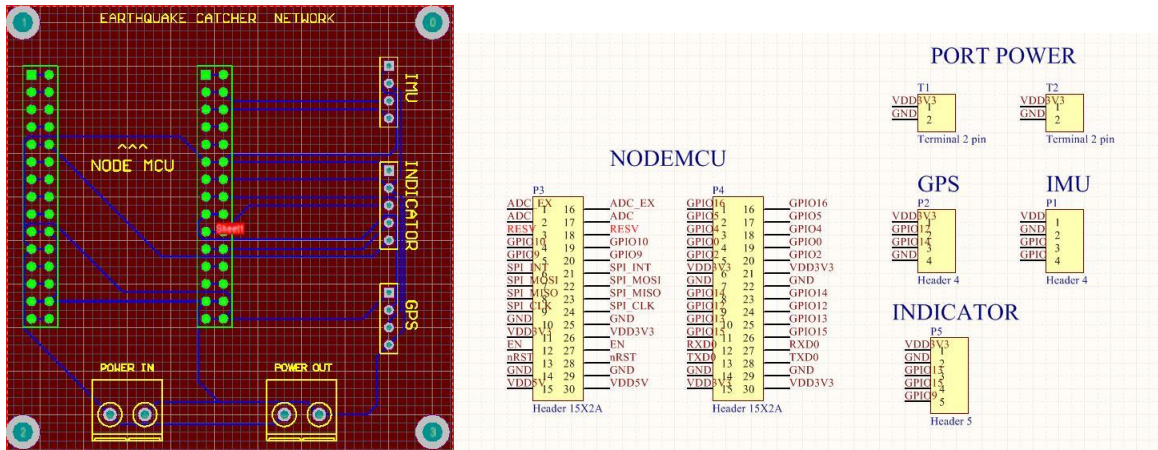 EARTHQUAKE CATCHER NETWORK
1
0
IMU
^^^
NODE MCU
INDICATOR
Sheet1
GPS
POWER IN
POWER OUT
2
3
NODEMCU
P3
ADC_EX 1 16 ADC_EX
ADC 2 17 ADC
RESV 3 18 RESV
GPIO10 4 19 GPIO10
GPIO9 5 20 GPIO9
SPI_INT 6 21 SPI_INT
SPI_MOSI 7 22 SPI_MOSI
SPI_MISO 8 23 SPI_MISO
SPI_CLK 9 24 SPI_CLK
GND 10 25 GND
VDD3V3 11 26 VDD3V3
EN 12 27 EN
nRST 13 28 nRST
GND 14 29 GND
VDD5V 15 30 VDD5V
Header 15X2A
P4
GPIO16 1 16 GPIO16
GPIO5 2 17 GPIO5
GPIO4 3 18 GPIO4
GPIO0 4 19 GPIO0
GPIO2 5 20 GPIO2
VDD3V3 6 21 VDD3V3
GND 7 22 GND
GPIO14 8 23 GPIO14
GPIO12 9 24 GPIO12
GPIO13 10 25 GPIO13
GPIO15 11 26 GPIO15
RXD0 12 27 RXD0
TXD0 13 28 TXD0
GND 14 29 GND
VDD3V3 15 30 VDD3V3
Header 15X2A
PORT POWER
T1
VDD3V3 1
GND 2
Terminal 2 pin
T2
VDD3V3 1
GND 2
Terminal 2 pin
GPS
P2
VDD3V3 1
GPIO12 2
GPIO14 3
GND 4
Header 4
IMU
P1
VDD 1
GND 2
GPIO 3
GPIO 4
Header 4
INDICATOR
P5
VDD3V3 1
GND 2
GPIO13 3
GPIO15 4
GPIO9 5
Header 5